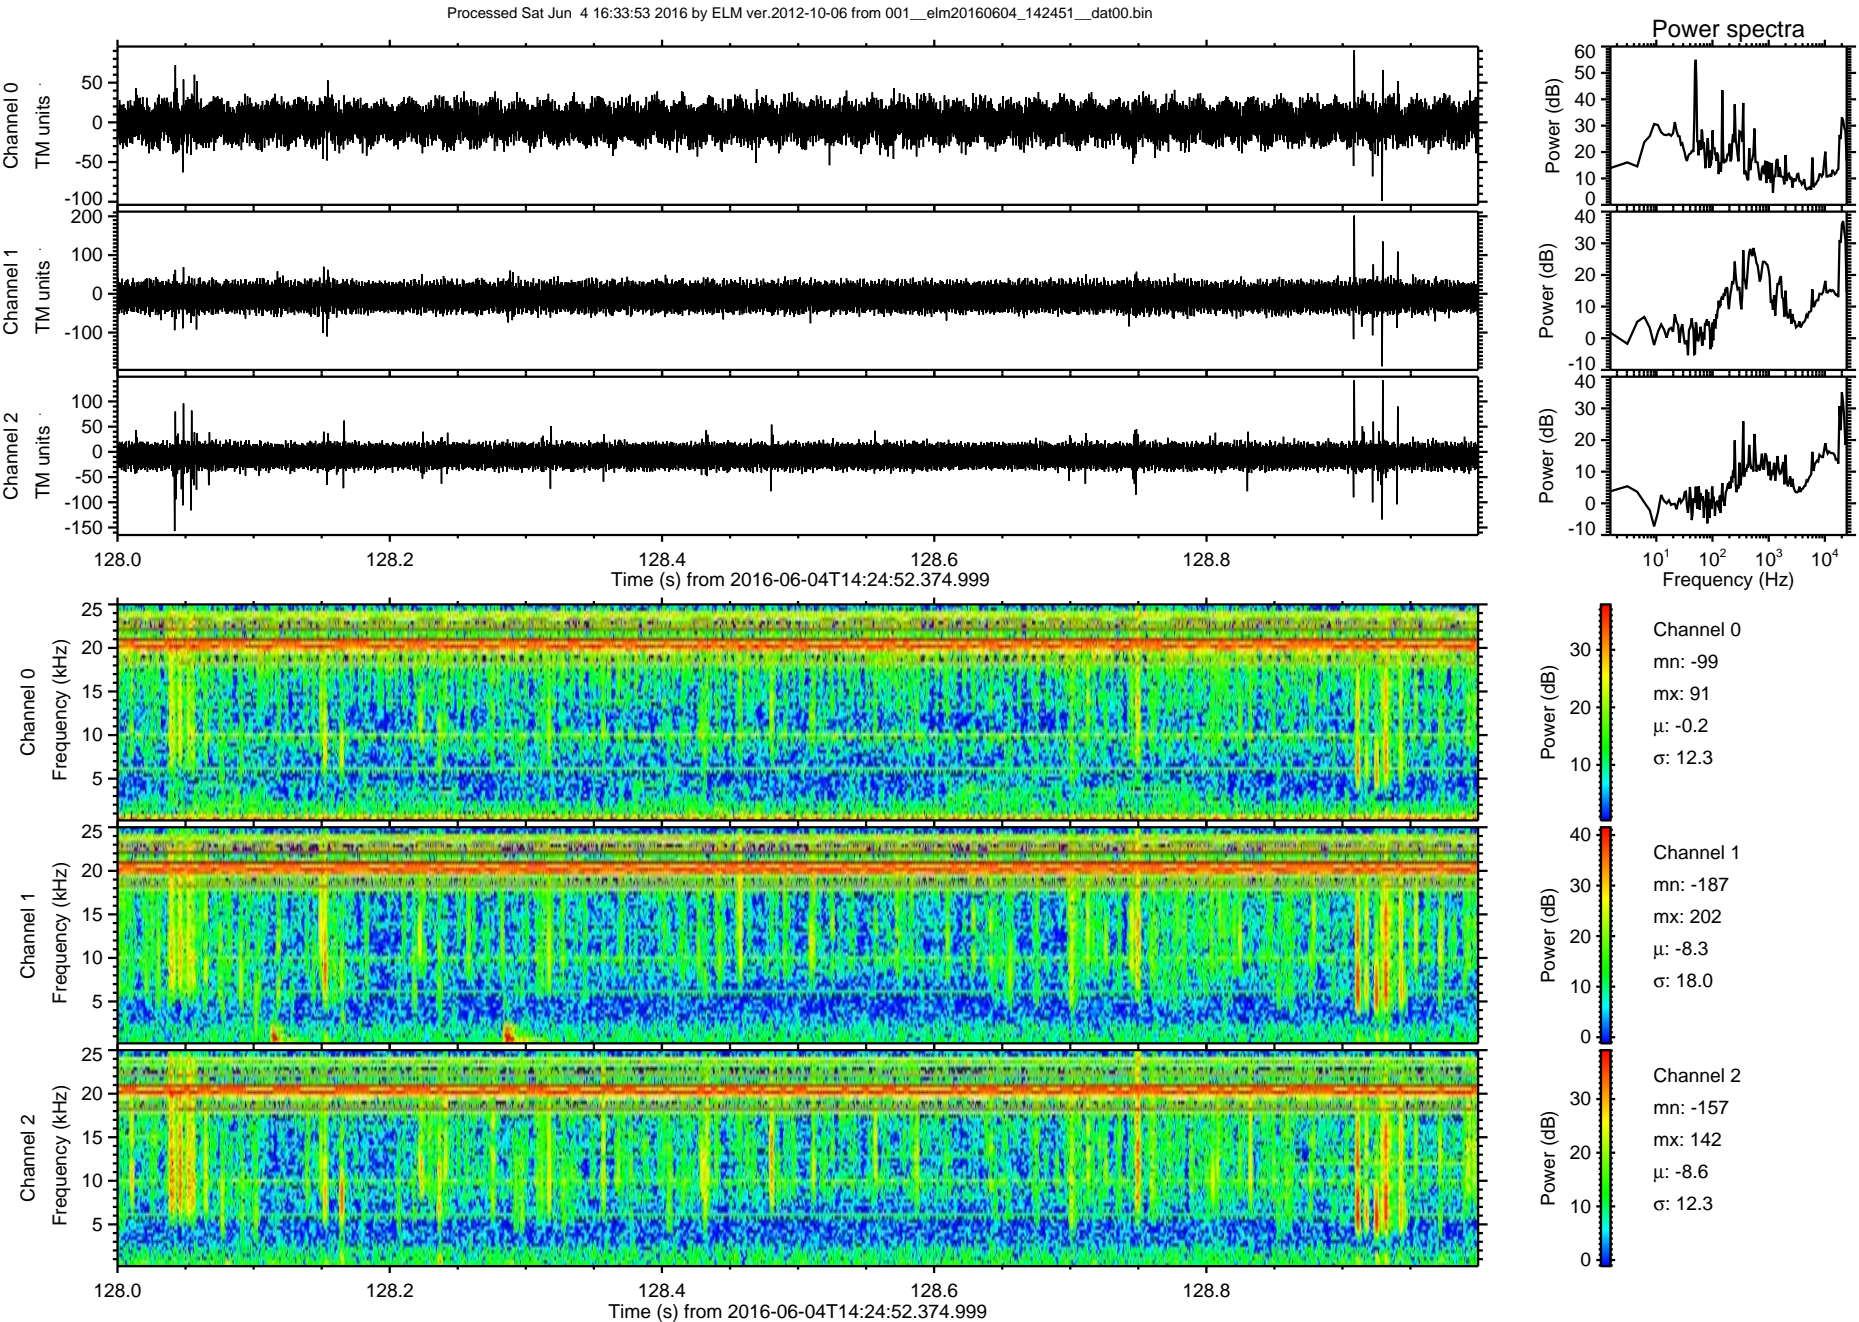 Processed Sat Jun 4 16:33:53 2016 by ELM ver.2012-10-06 from 001__elm20160604_142451__dat00.bin
Power spectra
Channel 0
TM units
50
0
-50
-100
Power (dB)
60
50
40
30
20
10
0
Channel 1
TM units
200
100
0
-100
Power (dB)
40
30
20
10
0
-10
Channel 2
TM units
100
50
0
-50
-100
-150
Power (dB)
40
30
20
10
0
-10
128.0 128.2 128.4 128.6 128.8
Time (s) from 2016-06-04T14:24:52.374.999
10^1 10^2 10^3 10^4
Frequency (Hz)
Channel 0
Frequency (kHz)
25
20
15
10
5
Power (dB)
30
20
10
Channel 0
mn: -99
mx: 91
μ: -0.2
σ: 12.3
Channel 1
Frequency (kHz)
25
20
15
10
5
Power (dB)
40
30
20
10
0
Channel 1
mn: -187
mx: 202
μ: -8.3
σ: 18.0
Channel 2
Frequency (kHz)
25
20
15
10
5
Power (dB)
30
20
10
0
Channel 2
mn: -157
mx: 142
μ: -8.6
σ: 12.3
128.0 128.2 128.4 128.6 128.8
Time (s) from 2016-06-04T14:24:52.374.999